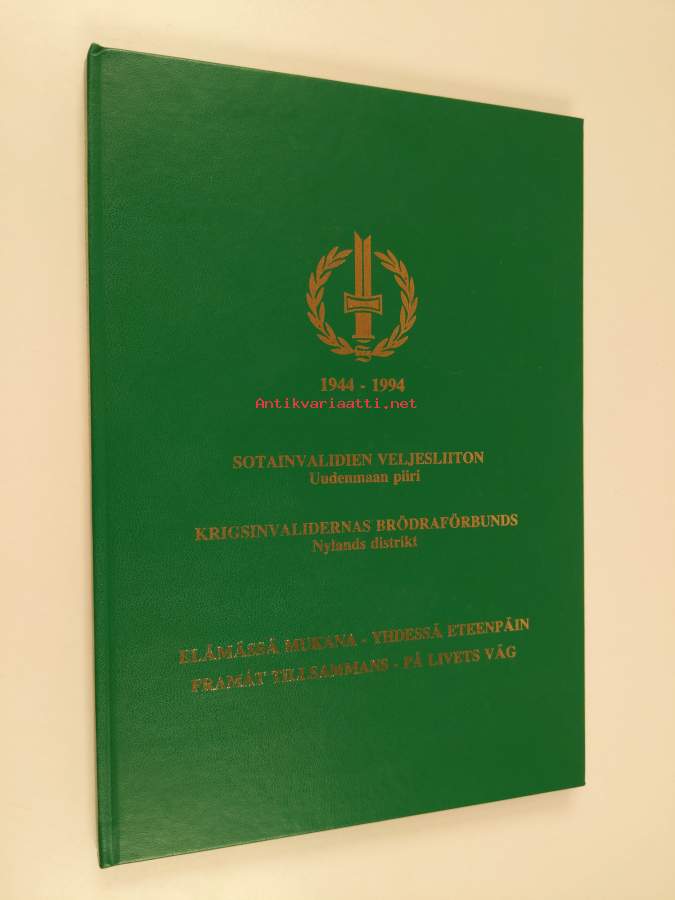 1944 - 1994
Antikvariaatti.net
SOTAINVALIDIEN VELJESLIITON
Uudenmaan piiri
KRIGSINVALIDERNAS BRÖDRAFÖRBUNDS
Nylands distrikt
ELÄMÄSSÄ MUKANA - YHDESSÄ ETEENPÄIN
FRAMÅT TILLSAMMANS - PÅ LIVETS VÄG